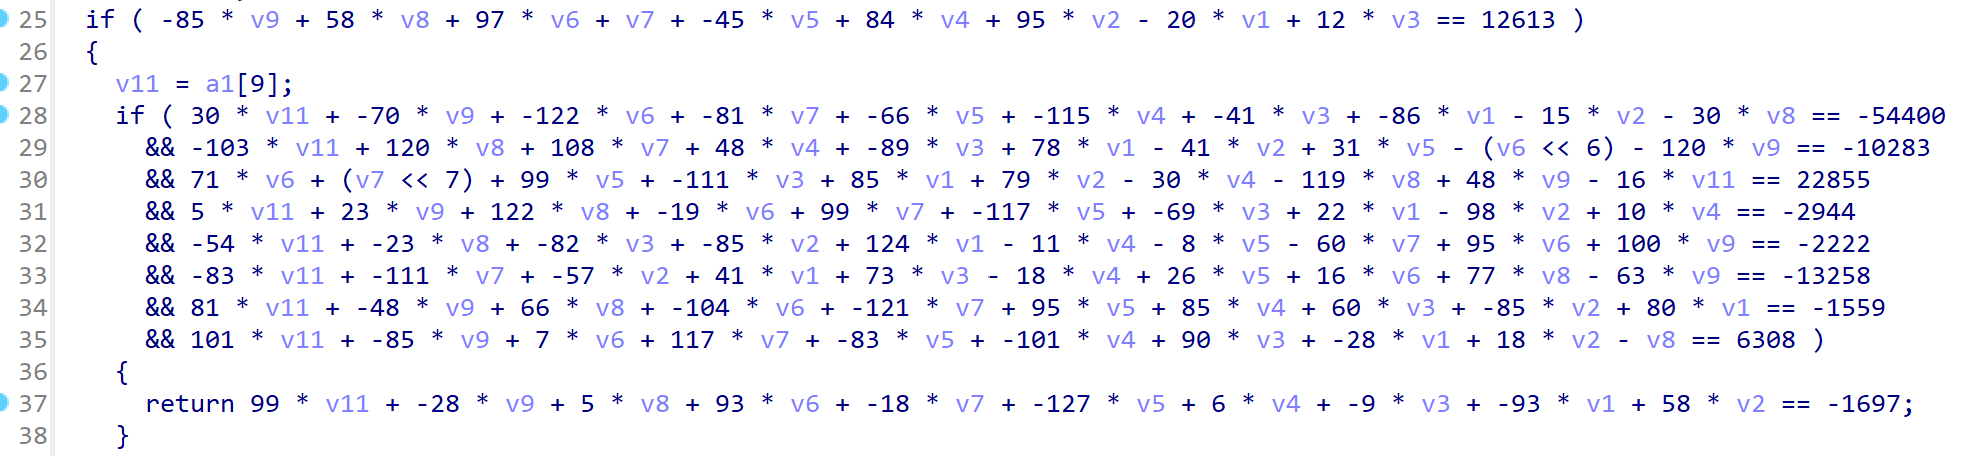 25 if ( -85 * v9 + 58 * v8 + 97 * v6 + v7 + -45 * v5 + 84 * v4 + 95 * v2 - 20 * v1 + 12 * v3 == 12613 )
26 {
27 v11 = a1[9];
28 if ( 30 * v11 + -70 * v9 + -122 * v6 + -81 * v7 + -66 * v5 + -115 * v4 + -41 * v3 + -86 * v1 - 15 * v2 - 30 * v8 == -54400
29 && -103 * v11 + 120 * v8 + 108 * v7 + 48 * v4 + -89 * v3 + 78 * v1 - 41 * v2 + 31 * v5 - (v6 << 6) - 120 * v9 == -10283
30 && 71 * v6 + (v7 << 7) + 99 * v5 + -111 * v3 + 85 * v1 + 79 * v2 - 30 * v4 - 119 * v8 + 48 * v9 - 16 * v11 == 22855
31 && 5 * v11 + 23 * v9 + 122 * v8 + -19 * v6 + 99 * v7 + -117 * v5 + -69 * v3 + 22 * v1 - 98 * v2 + 10 * v4 == -2944
32 && -54 * v11 + -23 * v8 + -82 * v3 + -85 * v2 + 124 * v1 - 11 * v4 - 8 * v5 - 60 * v7 + 95 * v6 + 100 * v9 == -2222
33 && -83 * v11 + -111 * v7 + -57 * v2 + 41 * v1 + 73 * v3 - 18 * v4 + 26 * v5 + 16 * v6 + 77 * v8 - 63 * v9 == -13258
34 && 81 * v11 + -48 * v9 + 66 * v8 + -104 * v6 + -121 * v7 + 95 * v5 + 85 * v4 + 60 * v3 + -85 * v2 + 80 * v1 == -1559
35 && 101 * v11 + -85 * v9 + 7 * v6 + 117 * v7 + -83 * v5 + -101 * v4 + 90 * v3 + -28 * v1 + 18 * v2 - v8 == 6308 )
36 {
37 return 99 * v11 + -28 * v9 + 5 * v8 + 93 * v6 + -18 * v7 + -127 * v5 + 6 * v4 + -9 * v3 + -93 * v1 + 58 * v2 == -1697;
38 }